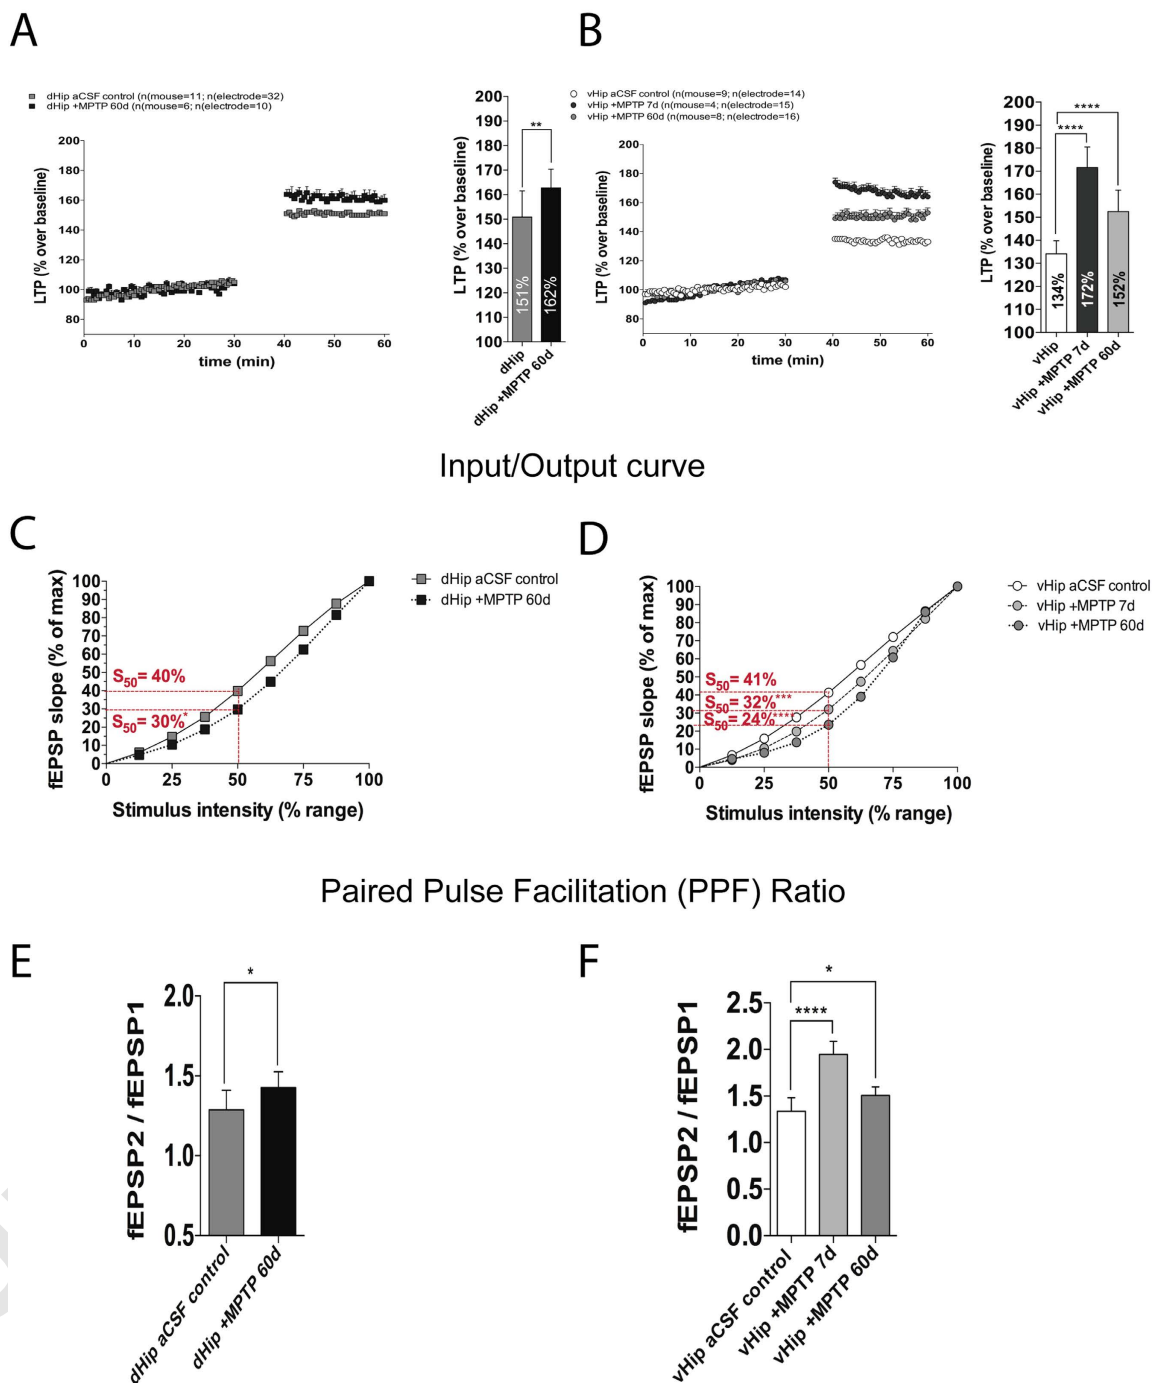 A
dHip aCSF control (n(mouse=11; n(electrode=32)
dHip +MPTP 60d (n(mouse=6; n(electrode=10)
LTP (% over baseline)
200
180
160
140
120
100
80
0 10 20 30 40 50 60
time (min)
LTP (% over baseline)
200
190
180
170
160
150
140
130
120
110
100
**
151%
162%
dHip
dHip +MPTP 60d
B
vHip aCSF control (n(mouse=9; n(electrode=14)
vHip +MPTP 7d (n(mouse=4; n(electrode=15)
vHip +MPTP 60d (n(mouse=8; n(electrode=16)
LTP (% over baseline)
200
180
160
140
120
100
80
0 10 20 30 40 50 60
time (min)
LTP (% over baseline)
200
190
180
170
160
150
140
130
120
110
100
****
****
134%
172%
152%
vHip
vHip +MPTP 7d
vHip +MPTP 60d
Input/Output curve
C
dHip aCSF control
dHip +MPTP 60d
fEPSP slope (% of max)
100
90
80
70
60
50
40
30
20
10
0
S50= 40%
S50= 30%*
0 25 50 75 100
Stimulus intensity (% range)
D
vHip aCSF control
vHip +MPTP 7d
vHip +MPTP 60d
fEPSP slope (% of max)
100
90
80
70
60
50
40
30
20
10
0
S50= 41%
S50= 32%***
S50= 24%****
0 25 50 75 100
Stimulus intensity (% range)
Paired Pulse Facilitation (PPF) Ratio
E
fEPSP2 / fEPSP1
2.0
1.5
1.0
0.5
*
dHip aCSF control
dHip +MPTP 60d
F
fEPSP2 / fEPSP1
2.5
2.0
1.5
1.0
0.5
0.0
*
****
vHip aCSF control
vHip +MPTP 7d
vHip +MPTP 60d